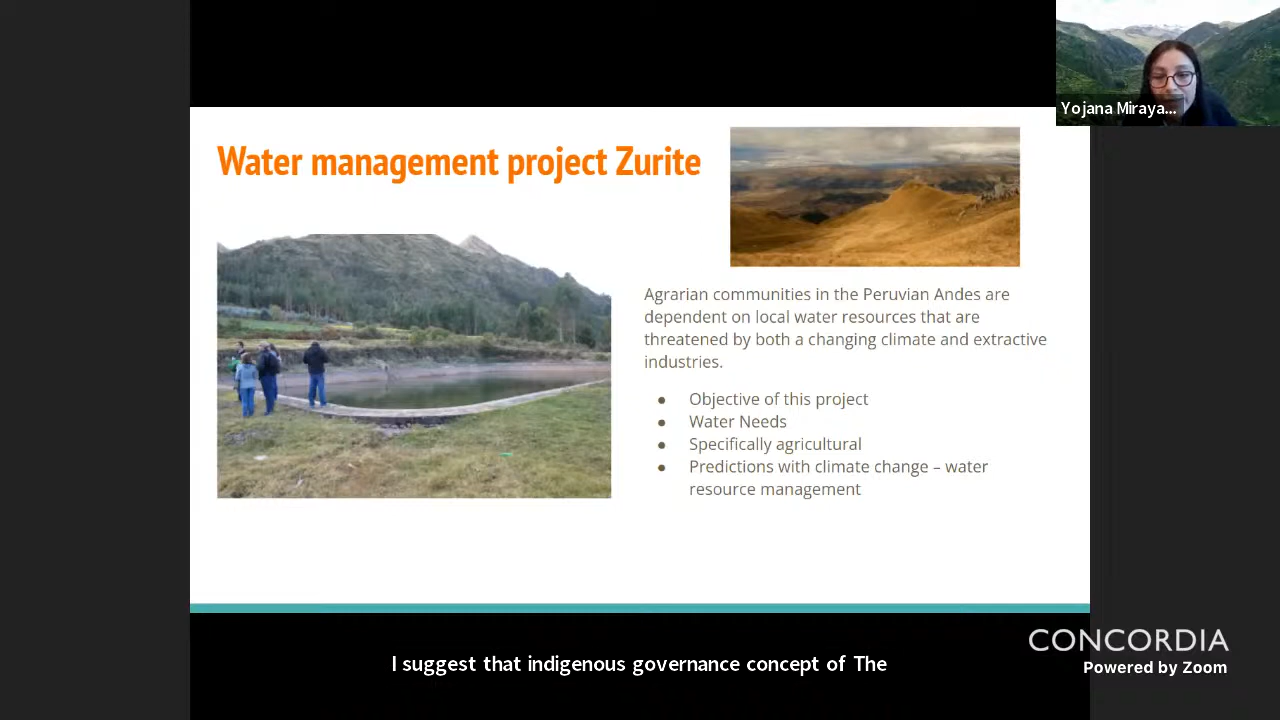 Yojana Miraya...
Water management project Zurite
Agrarian communities in the Peruvian Andes are
dependent on local water resources that are
threatened by both a changing climate and extractive
industries.
● Objective of this project
● Water Needs
● Specifically agricultural
● Predictions with climate change – water
resource management
CONCORDIA
Powered by Zoom
I suggest that indigenous governance concept of The